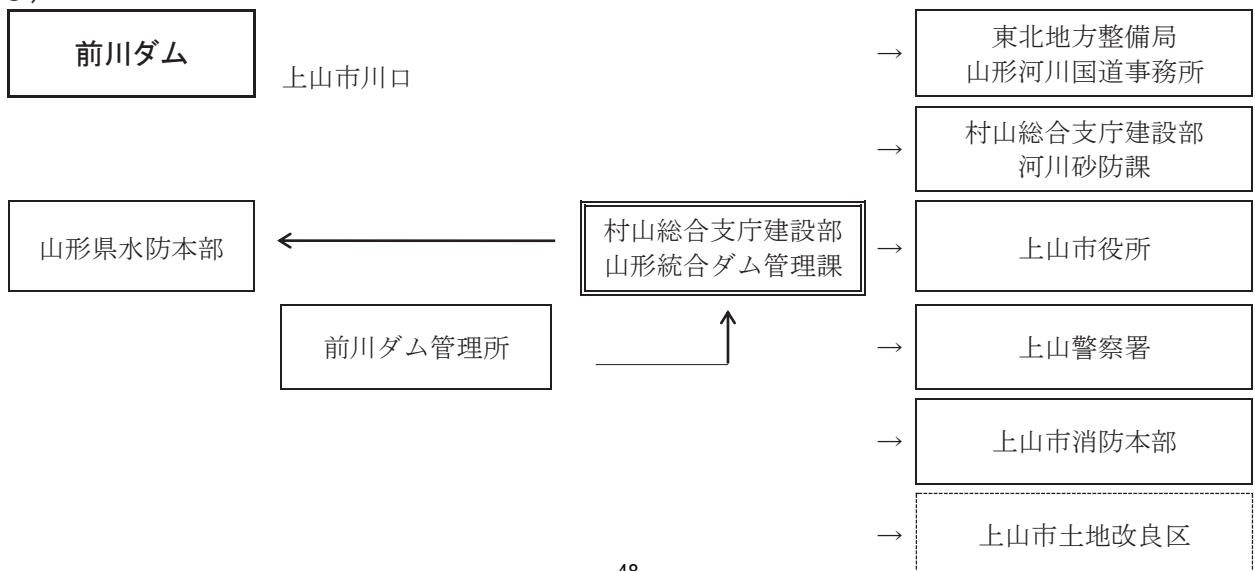 前川ダム
上山市川口
→
東北地方整備局
山形河川国道事務所
→
村山総合支庁建設部
河川砂防課
山形県水防本部
村山総合支庁建設部
山形統合ダム管理課
→
上山市役所
前川ダム管理所
→
上山警察署
→
上山市消防本部
→
上山市土地改良区
48